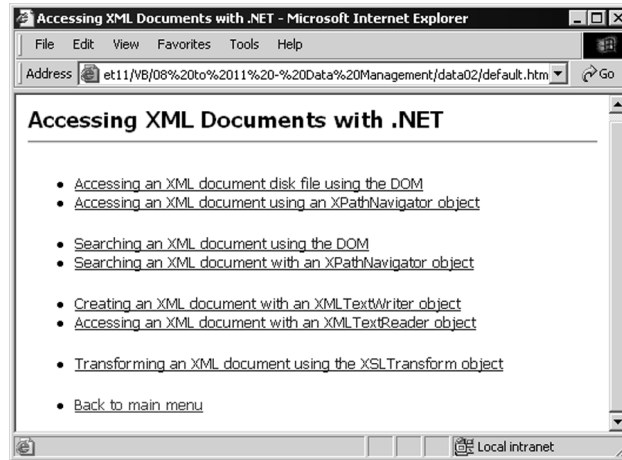 Accessing XML Documents with .NET - Microsoft Internet Explorer
File Edit View Favorites Tools Help
Address et11/VB/08%20to%2011%20-%20Data%20Management/data02/default.htm Go
Accessing XML Documents with .NET
• Accessing an XML document disk file using the DOM
• Accessing an XML document using an XPathNavigator object
• Searching an XML document using the DOM
• Searching an XML document with an XPathNavigator object
• Creating an XML document with an XMLTextWriter object
• Accessing an XML document with an XMLTextReader object
• Transforming an XML document using the XSLTransform object
• Back to main menu
Local intranet